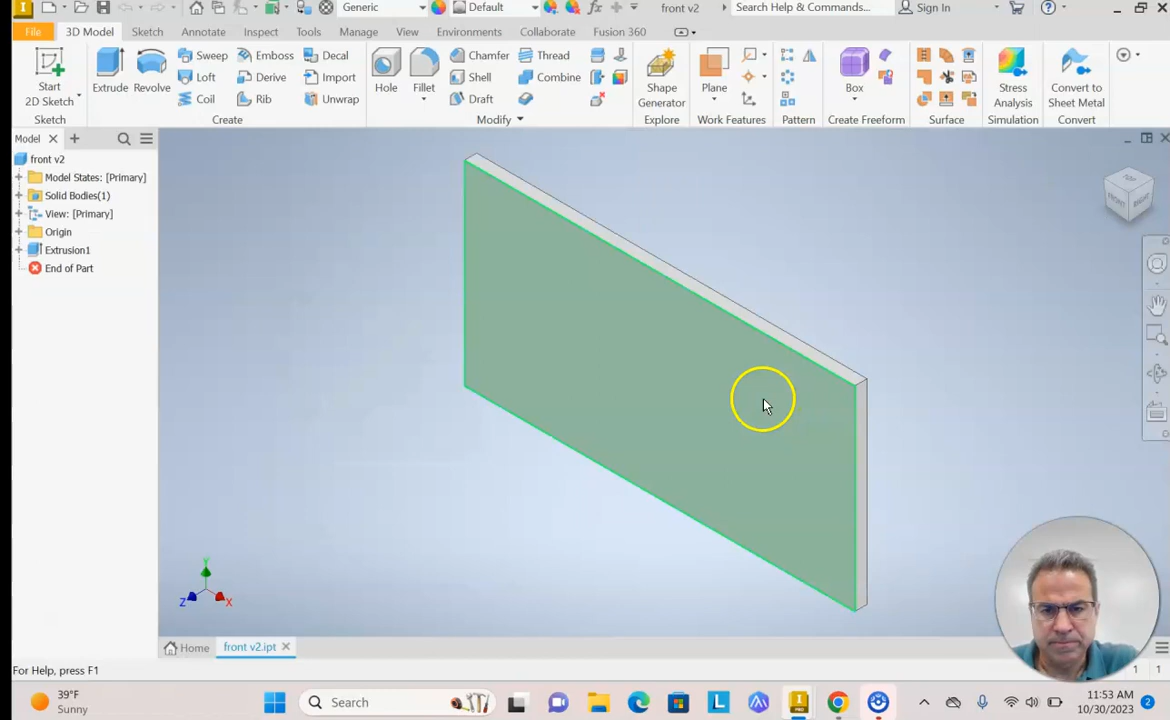 Generic
Default
front v2
Search Help & Commands...
Sign In
File
3D Model
Sketch
Annotate
Inspect
Tools
Manage
View
Environments
Collaborate
Fusion 360
Start
2D Sketch
Sketch
Extrude
Revolve
Sweep
Loft
Coil
Emboss
Derive
Rib
Decal
Import
Unwrap
Create
Hole
Fillet
Chamfer
Shell
Draft
Thread
Combine
Modify
Shape
Generator
Explore
Plane
Work Features
Pattern
Box
Create Freeform
Surface
Stress
Analysis
Simulation
Convert to
Sheet Metal
Convert
Model
front v2
Model States: [Primary]
Solid Bodies(1)
View: [Primary]
Origin
Extrusion1
End of Part
FRONT
RIGHT
Y
Z
X
Home
front v2.ipt
For Help, press F1
1
1
39°F
Sunny
Search
11:53 AM
10/30/2023
2